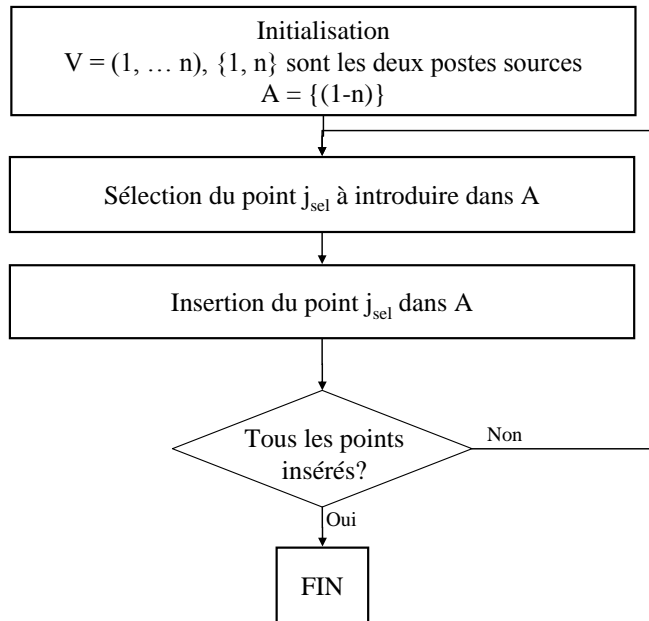 Initialisation
V = (1, … n), {1, n} sont les deux postes sources
A = {(1-n)}
Sélection du point jsel à introduire dans A
Insertion du point jsel dans A
Tous les points
insérés?
Non
Oui
FIN